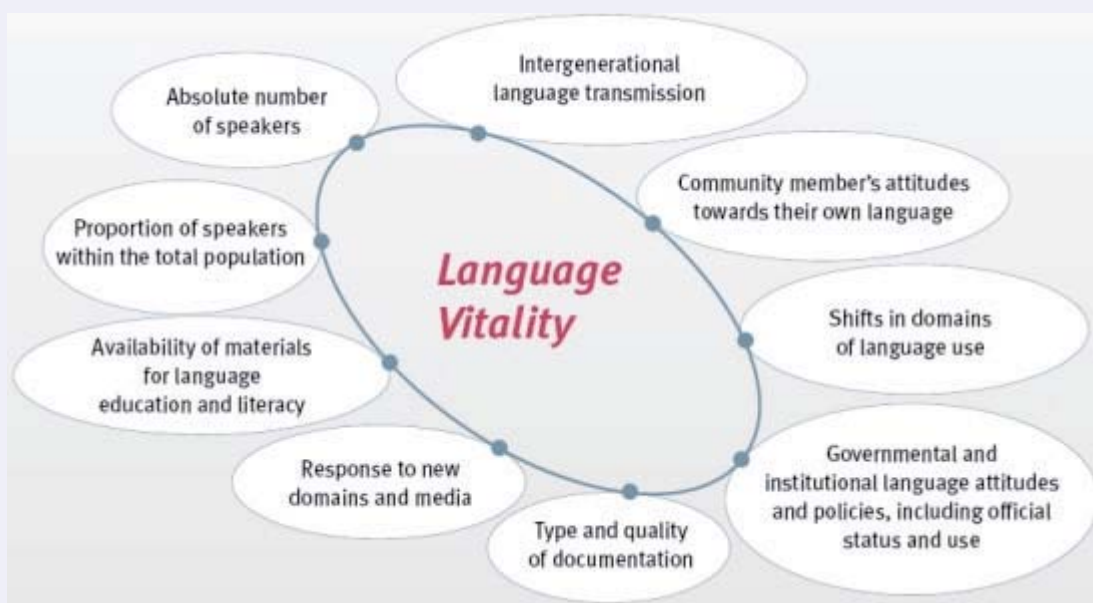 Intergenerational
language transmission
Absolute number
of speakers
Community member's attitudes
towards their own language
Proportion of speakers
within the total population
Language
Vitality
Shifts in domains
of language use
Availability of materials
for language
education and literacy
Governmental and
institutional language attitudes
and policies, including official
status and use
Response to new
domains and media
Type and quality
of documentation